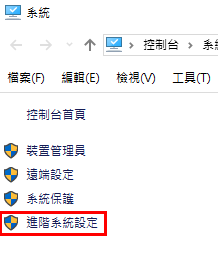 系統
控制台 系統
檔案(F) 編輯(E) 檢視(V) 工具(T)
控制台首頁
裝置管理員
遠端設定
系統保護
進階系統設定